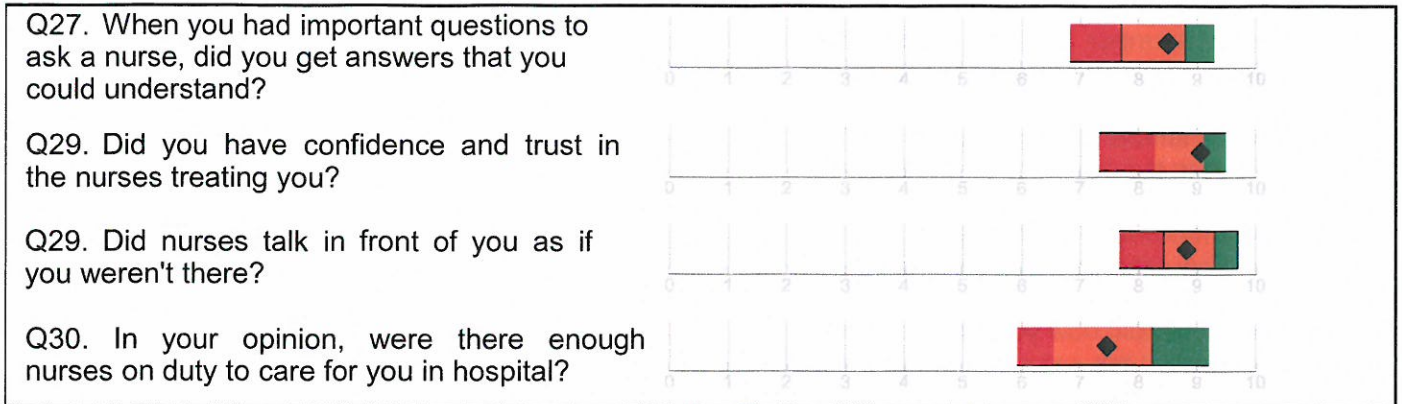 Q27. When you had important questions to
ask a nurse, did you get answers that you
could understand?
0 1 2 3 4 5 6 7 8 9 10
Q29. Did you have confidence and trust in
the nurses treating you?
0 1 2 3 4 5 6 7 8 9 10
Q29. Did nurses talk in front of you as if
you weren't there?
0 1 2 3 4 5 6 7 8 9 10
Q30. In your opinion, were there enough
nurses on duty to care for you in hospital?
0 1 2 3 4 5 6 7 8 9 10